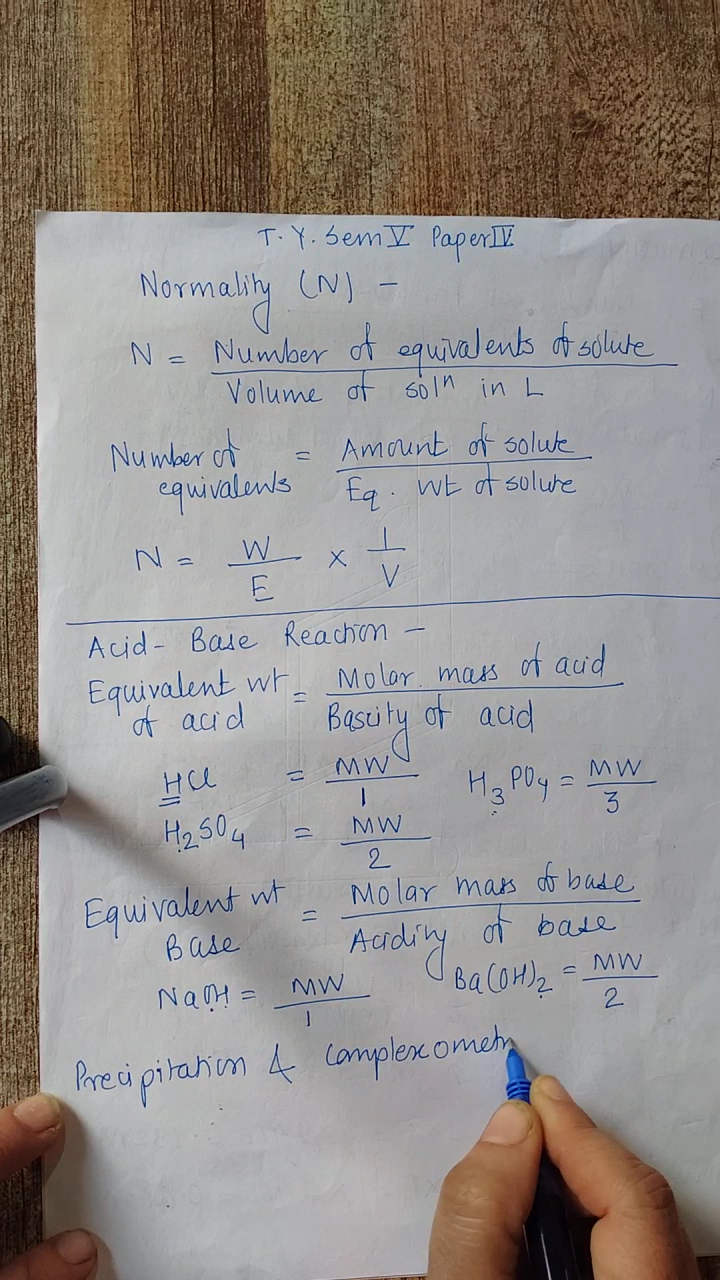 T. Y. Sem V Paper IV
Normality (N) -
N = Number of equivalents of solute
Volume of solⁿ in L
Number of = Amount of solute
equivalents Eq. wt of solute
N = W × 1
E V
Acid - Base Reaction -
Equivalent wt = Molar mass of acid
of acid Bascity of acid
HCl = MW H3PO4 = MW
1 3
H2SO4 = MW
2
Equivalent wt = Molar mass of base
Base Acidity of base
NaOH = MW Ba(OH)2 = MW
1 2
Precipitation & Complexometr